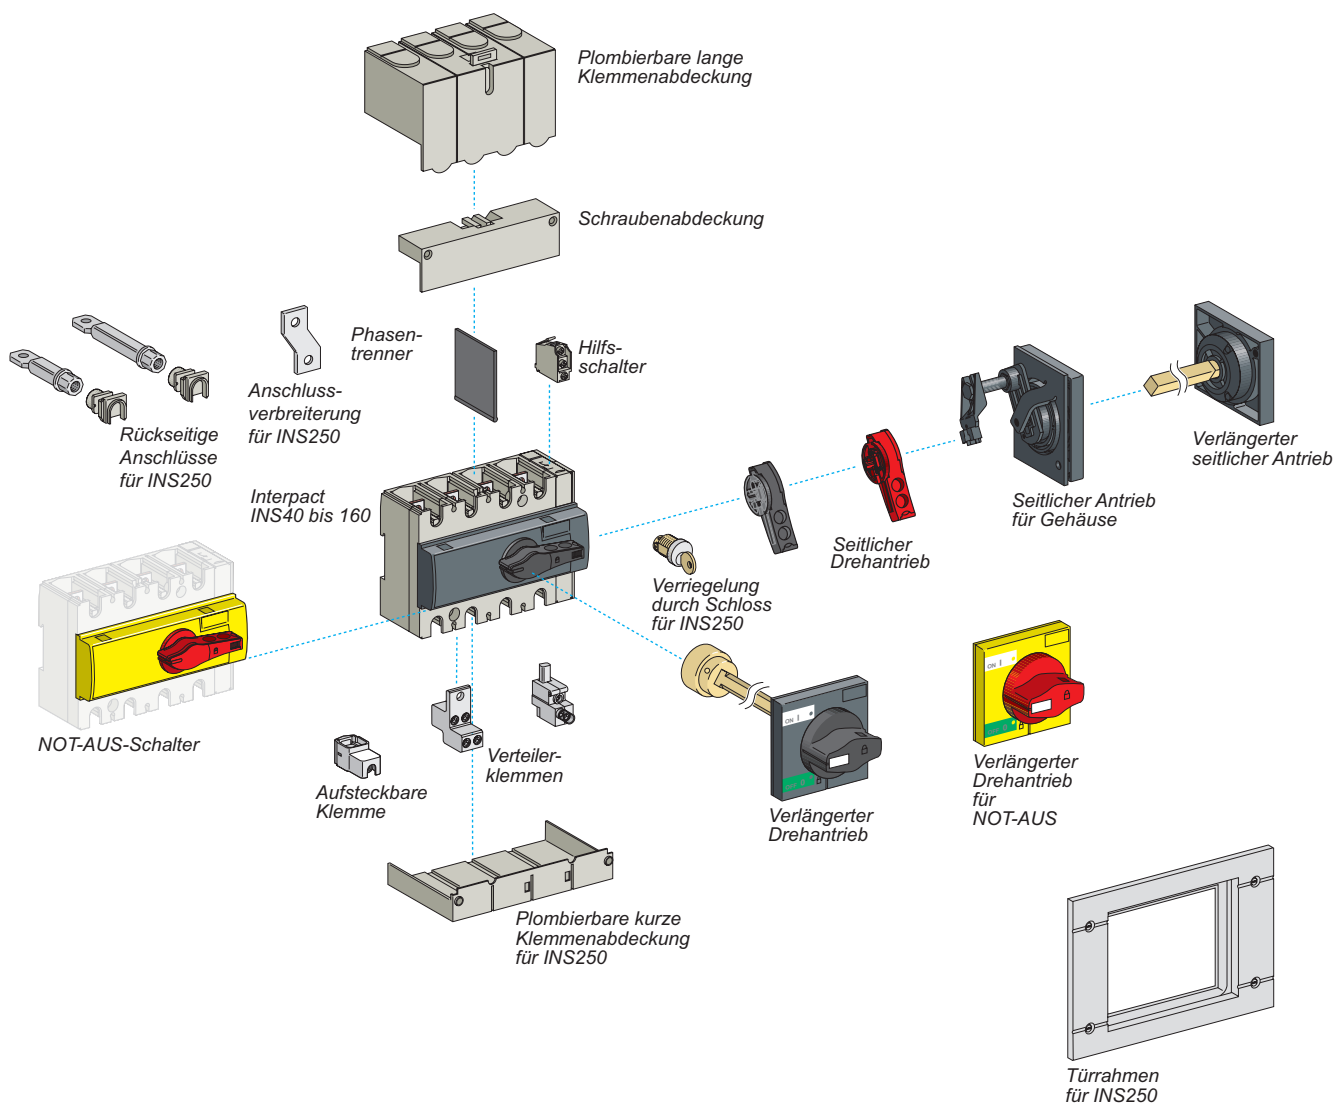 Plombierbare lange
Klemmenabdeckung
Schraubenabdeckung
Phasen-
trenner
Hilfs-
schalter
Anschluss-
verbreiterung
für INS250
Rückseitige
Anschlüsse
für INS250
Verlängerter
seitlicher Antrieb
Interpact
INS40 bis 160
Seitlicher Antrieb
für Gehäuse
Seitlicher
Drehantrieb
Verriegelung
durch Schloss
für INS250
NOT-AUS-Schalter
Verteiler-
klemmen
Aufsteckbare
Klemme
ON I
ON I
Verlängerter
Drehantrieb
Verlängerter
Drehantrieb
für
NOT-AUS
Plombierbare kurze
Klemmenabdeckung
für INS250
Türrahmen
für INS250